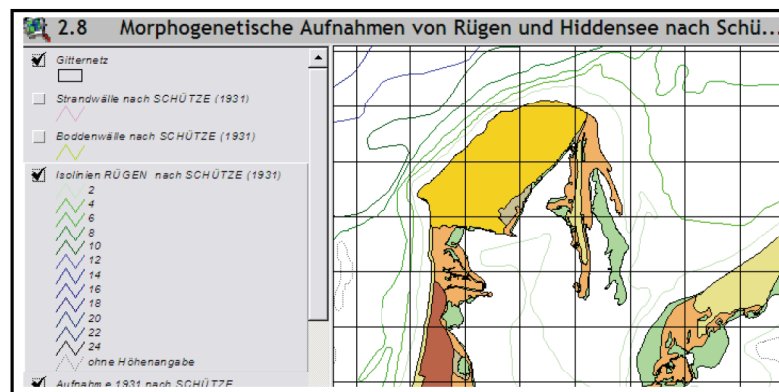 2.8 Morphogenetische Aufnahmen von Rügen und Hiddensee nach Schü...
Gitternetz
Strandwälle nach SCHÜTZE (1931)
Boddenwälle nach SCHÜTZE (1931)
Isolinien RÜGEN nach SCHÜTZE (1931)
2
4
6
8
10
12
14
16
18
20
22
24
ohne Höhenangabe
Aufnahme 1931 nach SCHÜTZE